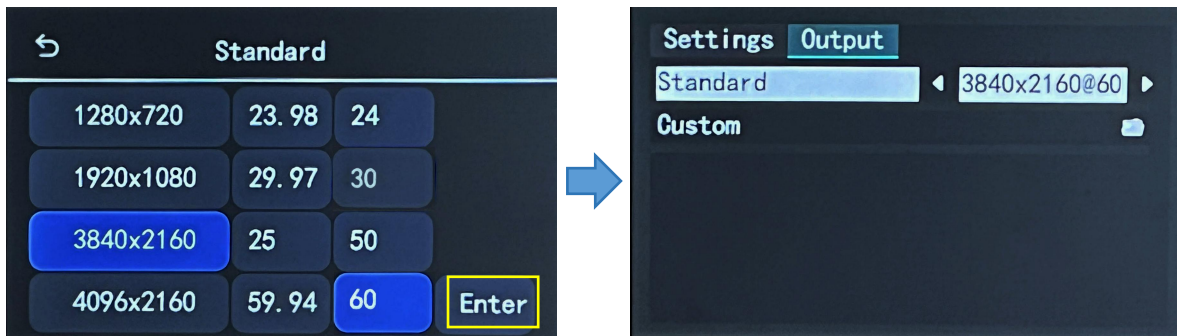 Standard
1280x720 23.98 24
1920x1080 29.97 30
3840x2160 25 50
4096x2160 59.94 60 Enter
Settings Output
Standard 3840x2160@60
Custom